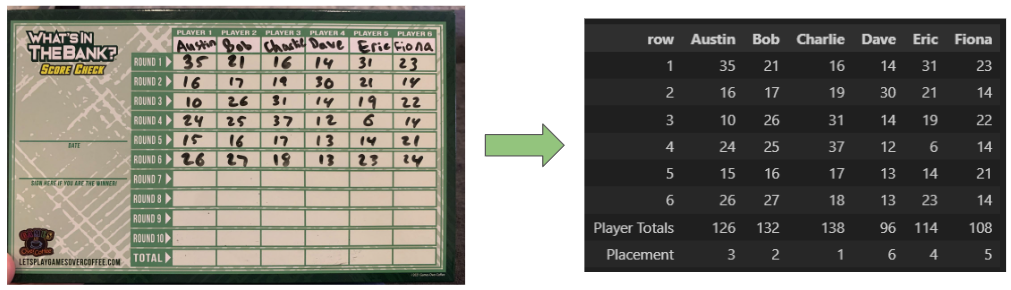 WHAT'S IN
THE BANK?
SCORE CHECK
DATE
SIGN HERE IF YOU ARE THE WINNER!
LETSPLAYGAMESOVERCOFFEE.COM
PLAYER 1 PLAYER 2 PLAYER 3 PLAYER 4 PLAYER 5 PLAYER 6
Austin Bob Charlie Dave Eric Fiona
ROUND 1 35 21 16 14 31 23
ROUND 2 16 17 19 30 21 14
ROUND 3 10 26 31 14 19 22
ROUND 4 24 25 37 12 6 14
ROUND 5 15 16 17 13 14 21
ROUND 6 26 27 18 13 23 14
ROUND 7
ROUND 8
ROUND 9
ROUND 10
TOTAL
row Austin Bob Charlie Dave Eric Fiona
1 35 21 16 14 31 23
2 16 17 19 30 21 14
3 10 26 31 14 19 22
4 24 25 37 12 6 14
5 15 16 17 13 14 21
6 26 27 18 13 23 14
Player Totals 126 132 138 96 114 108
Placement 3 2 1 6 4 5